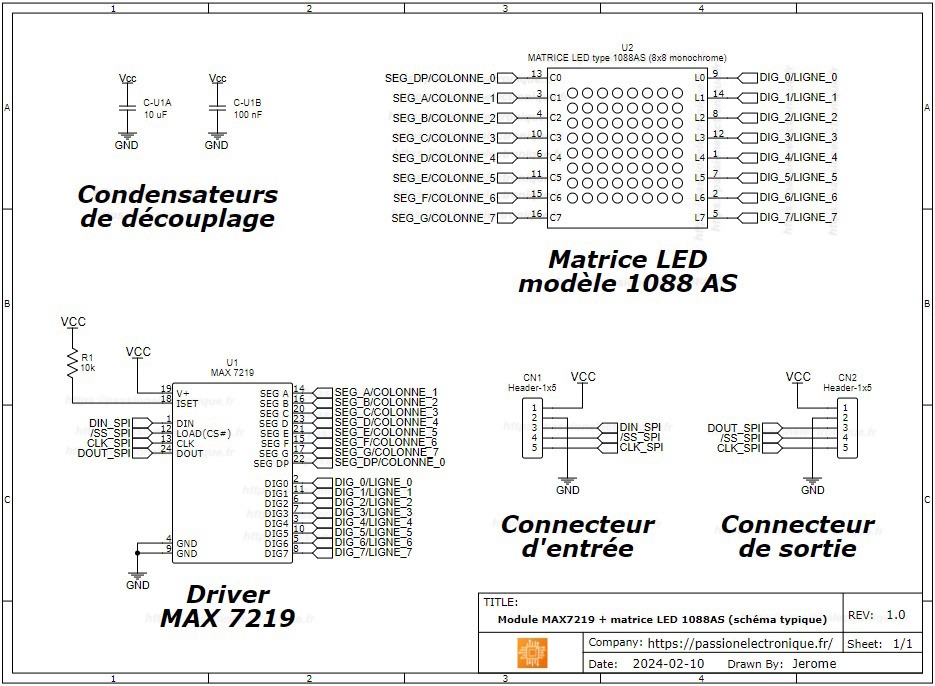 1 2 3 4
A
B
C
Vcc
C-U1A
10 uF
GND
Vcc
C-U1B
100 nF
GND
Condensateurs
de découplage
U2
MATRICE LED type 1088AS (8x8 monochrome)
SEG_DP/COLONNE_0 13 C0 L0 9 DIG_0/LIGNE_0
SEG_A/COLONNE_1 3 C1 L1 14 DIG_1/LIGNE_1
SEG_B/COLONNE_2 4 C2 L2 8 DIG_2/LIGNE_2
SEG_C/COLONNE_3 10 C3 L3 12 DIG_3/LIGNE_3
SEG_D/COLONNE_4 6 C4 L4 1 DIG_4/LIGNE_4
SEG_E/COLONNE_5 11 C5 L5 7 DIG_5/LIGNE_5
SEG_F/COLONNE_6 15 C6 L6 2 DIG_6/LIGNE_6
SEG_G/COLONNE_7 16 C7 L7 5 DIG_7/LIGNE_7
Matrice LED
modèle 1088 AS
VCC
R1
10k
VCC
U1
MAX 7219
19 V+
18 ISET
DIN_SPI 1 DIN
/SS_SPI 12 LOAD(CS#)
CLK_SPI 13 CLK
DOUT_SPI 24 DOUT
4 GND
9 GND
GND
SEG A 14 SEG_A/COLONNE_1
SEG B 16 SEG_B/COLONNE_2
SEG C 20 SEG_C/COLONNE_3
SEG D 23 SEG_D/COLONNE_4
SEG E 21 SEG_E/COLONNE_5
SEG F 15 SEG_F/COLONNE_6
SEG G 17 SEG_G/COLONNE_7
SEG DP 22 SEG_DP/COLONNE_0
DIG0 2 DIG_0/LIGNE_0
DIG1 11 DIG_1/LIGNE_1
DIG2 6 DIG_2/LIGNE_2
DIG3 7 DIG_3/LIGNE_3
DIG4 3 DIG_4/LIGNE_4
DIG5 10 DIG_5/LIGNE_5
DIG6 5 DIG_6/LIGNE_6
DIG7 8 DIG_7/LIGNE_7
Driver
MAX 7219
CN1
Header-1x5
VCC
1
2
3 DIN_SPI
4 /SS_SPI
5 CLK_SPI
GND
Connecteur
d'entrée
VCC
CN2
Header-1x5
1
2
DOUT_SPI 3
/SS_SPI 4
CLK_SPI 5
GND
Connecteur
de sortie
TITLE:
Module MAX7219 + matrice LED 1088AS (schéma typique)
REV: 1.0
Company: https://passionelectronique.fr/
Sheet: 1/1
Date: 2024-02-10 Drawn By: Jerome
A
B
C
1 2 3 4